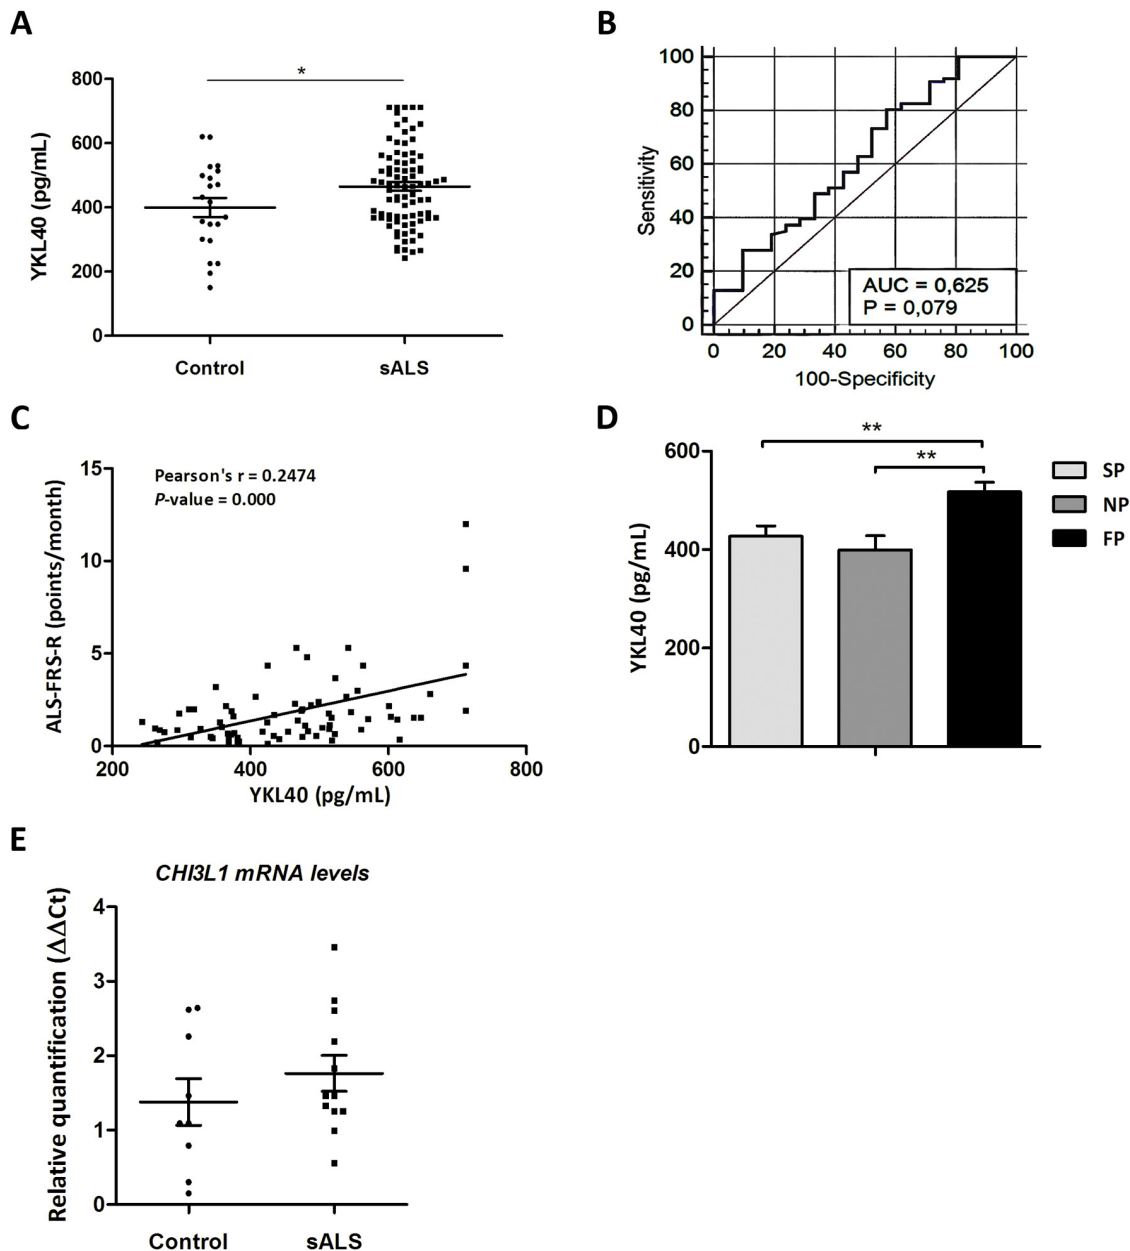 A
*
YKL40 (pg/mL)
800
600
400
200
0
Control
sALS
B
Sensitivity
100
80
60
40
20
0
AUC = 0,625
P = 0,079
0
20
40
60
80
100
100-Specificity
C
Pearson's r = 0.2474
P-value = 0.000
ALS-FRS-R (points/month)
15
10
5
0
200
400
600
800
YKL40 (pg/mL)
D
**
**
YKL40 (pg/mL)
600
400
200
0
SP
NP
FP
E
CHI3L1 mRNA levels
Relative quantification (ΔΔCt)
4
3
2
1
0
Control
sALS